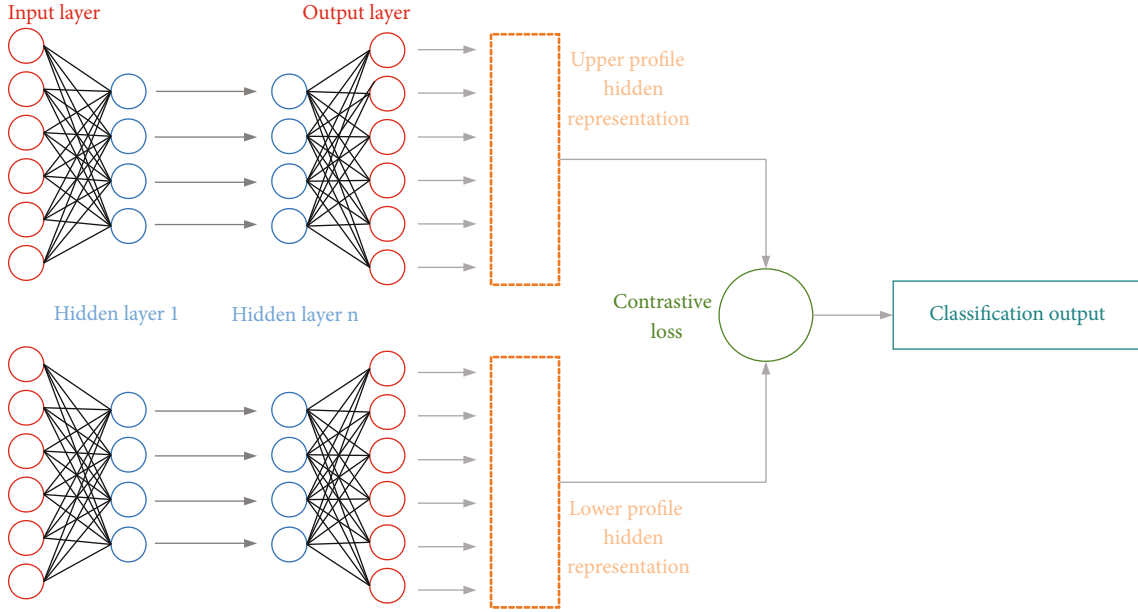 Input layer
Output layer
Upper profile
hidden
representation
Hidden layer 1
Hidden layer n
Contrastive
loss
Classification output
Lower profile
hidden
representation